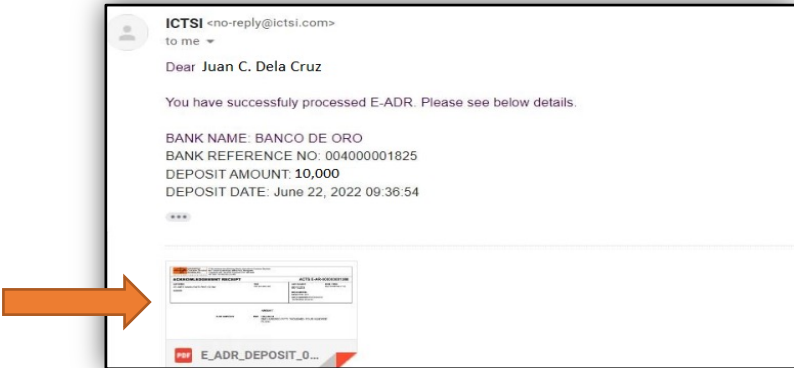 ICTSI <no-reply@ictsi.com>
to me
Dear Juan C. Dela Cruz
You have successfuly processed E-ADR. Please see below details.
BANK NAME: BANCO DE ORO
BANK REFERENCE NO: 004000001825
DEPOSIT AMOUNT: 10,000
DEPOSIT DATE: June 22, 2022 09:36:54
ACKNOWLEDGEMENT RECEIPT
PDF E_ADR_DEPOSIT_0...